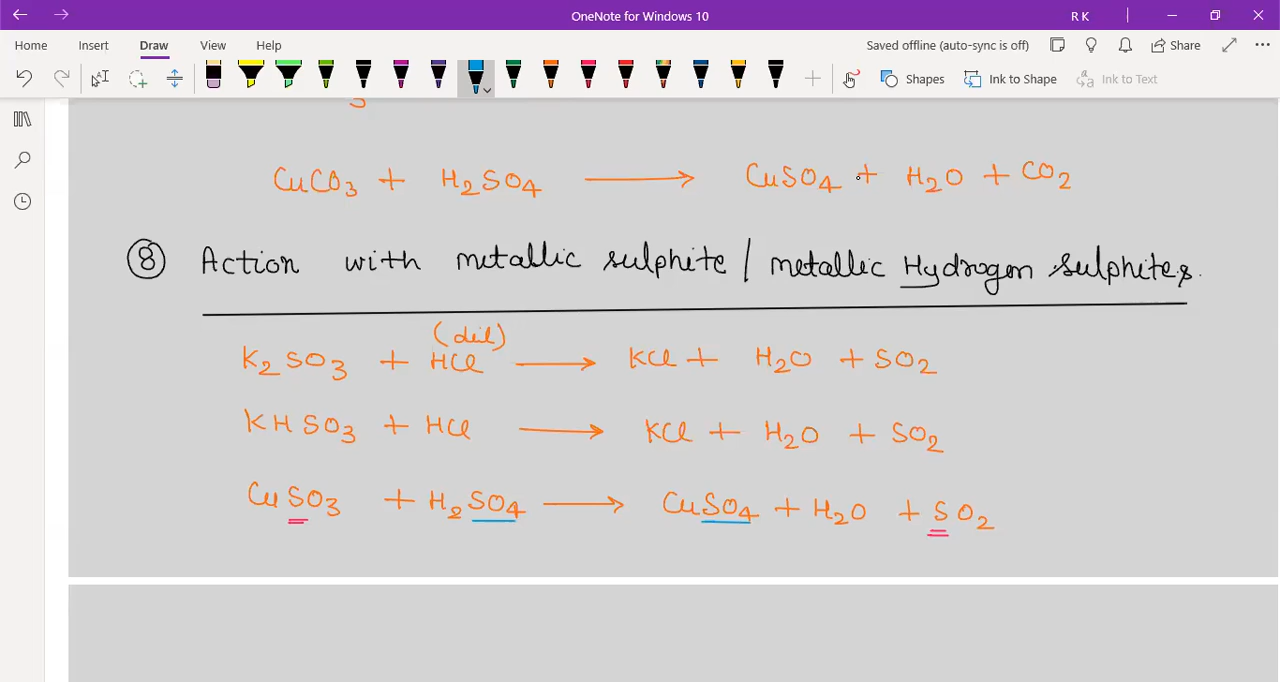 OneNote for Windows 10
R K
Home Insert Draw View Help
Saved offline (auto-sync is off) Share
Shapes Ink to Shape Ink to Text
3
CuCO3 + H2SO4 → CuSO4 + H2O + CO2
8 Action with metallic sulphite / metallic Hydrogen sulphites.
(dil)
K2SO3 + HCl → KCl + H2O + SO2
KHSO3 + HCl → KCl + H2O + SO2
CuSO3 + H2SO4 → CuSO4 + H2O + SO2